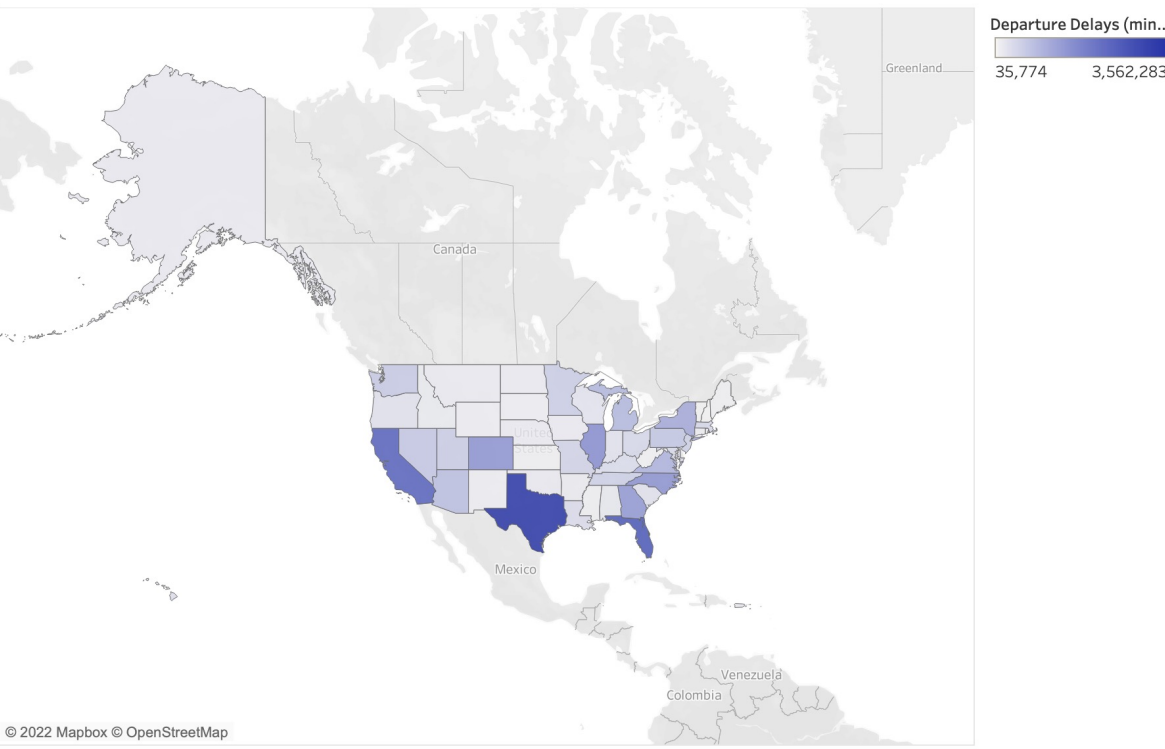 Departure Delays (min..
35,774 3,562,283
Greenland
Canada
United
States
Mexico
Venezuela
Colombia
© 2022 Mapbox © OpenStreetMap